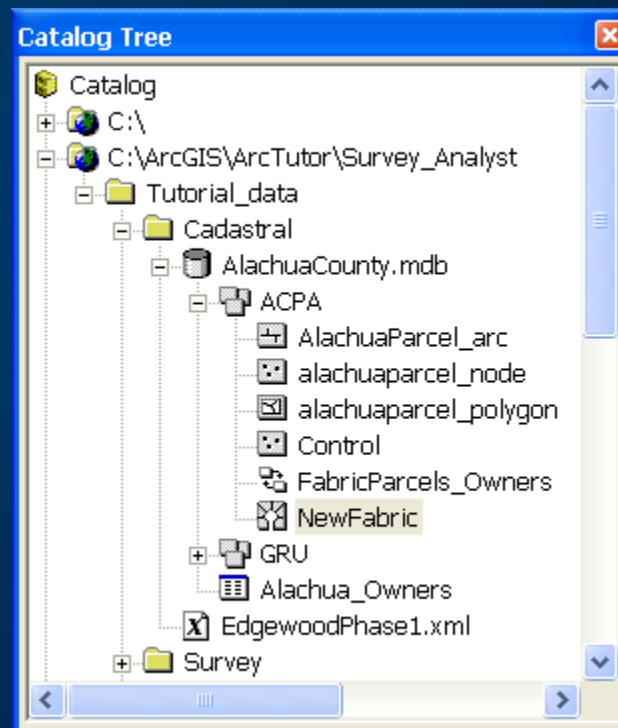 Catalog Tree
Catalog
C:\
C:\ArcGIS\ArcTutor\Survey_Analyst
Tutorial_data
Cadastral
AlachuaCounty.mdb
ACPA
AlachuaParcel_arc
alachuaparcel_node
alachuaparcel_polygon
Control
FabricParcels_Owners
NewFabric
GRU
Alachua_Owners
EdgewoodPhase1.xml
Survey